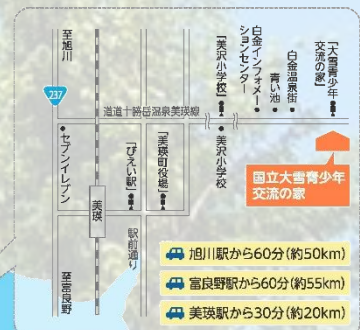 至旭川
237
道道十勝岳温泉美瑛線
「美沢小学校」
白金インフォメーションセンター
青い池
白金温泉街
「大雪青少年交流の家」
セブンイレブン
「びえい駅」
「美瑛町役場」
美沢小学校
国立大雪青少年
交流の家
美瑛
駅前通り
至富良野
旭川駅から60分(約50km)
富良野駅から60分(約55km)
美瑛駅から30分(約20km)